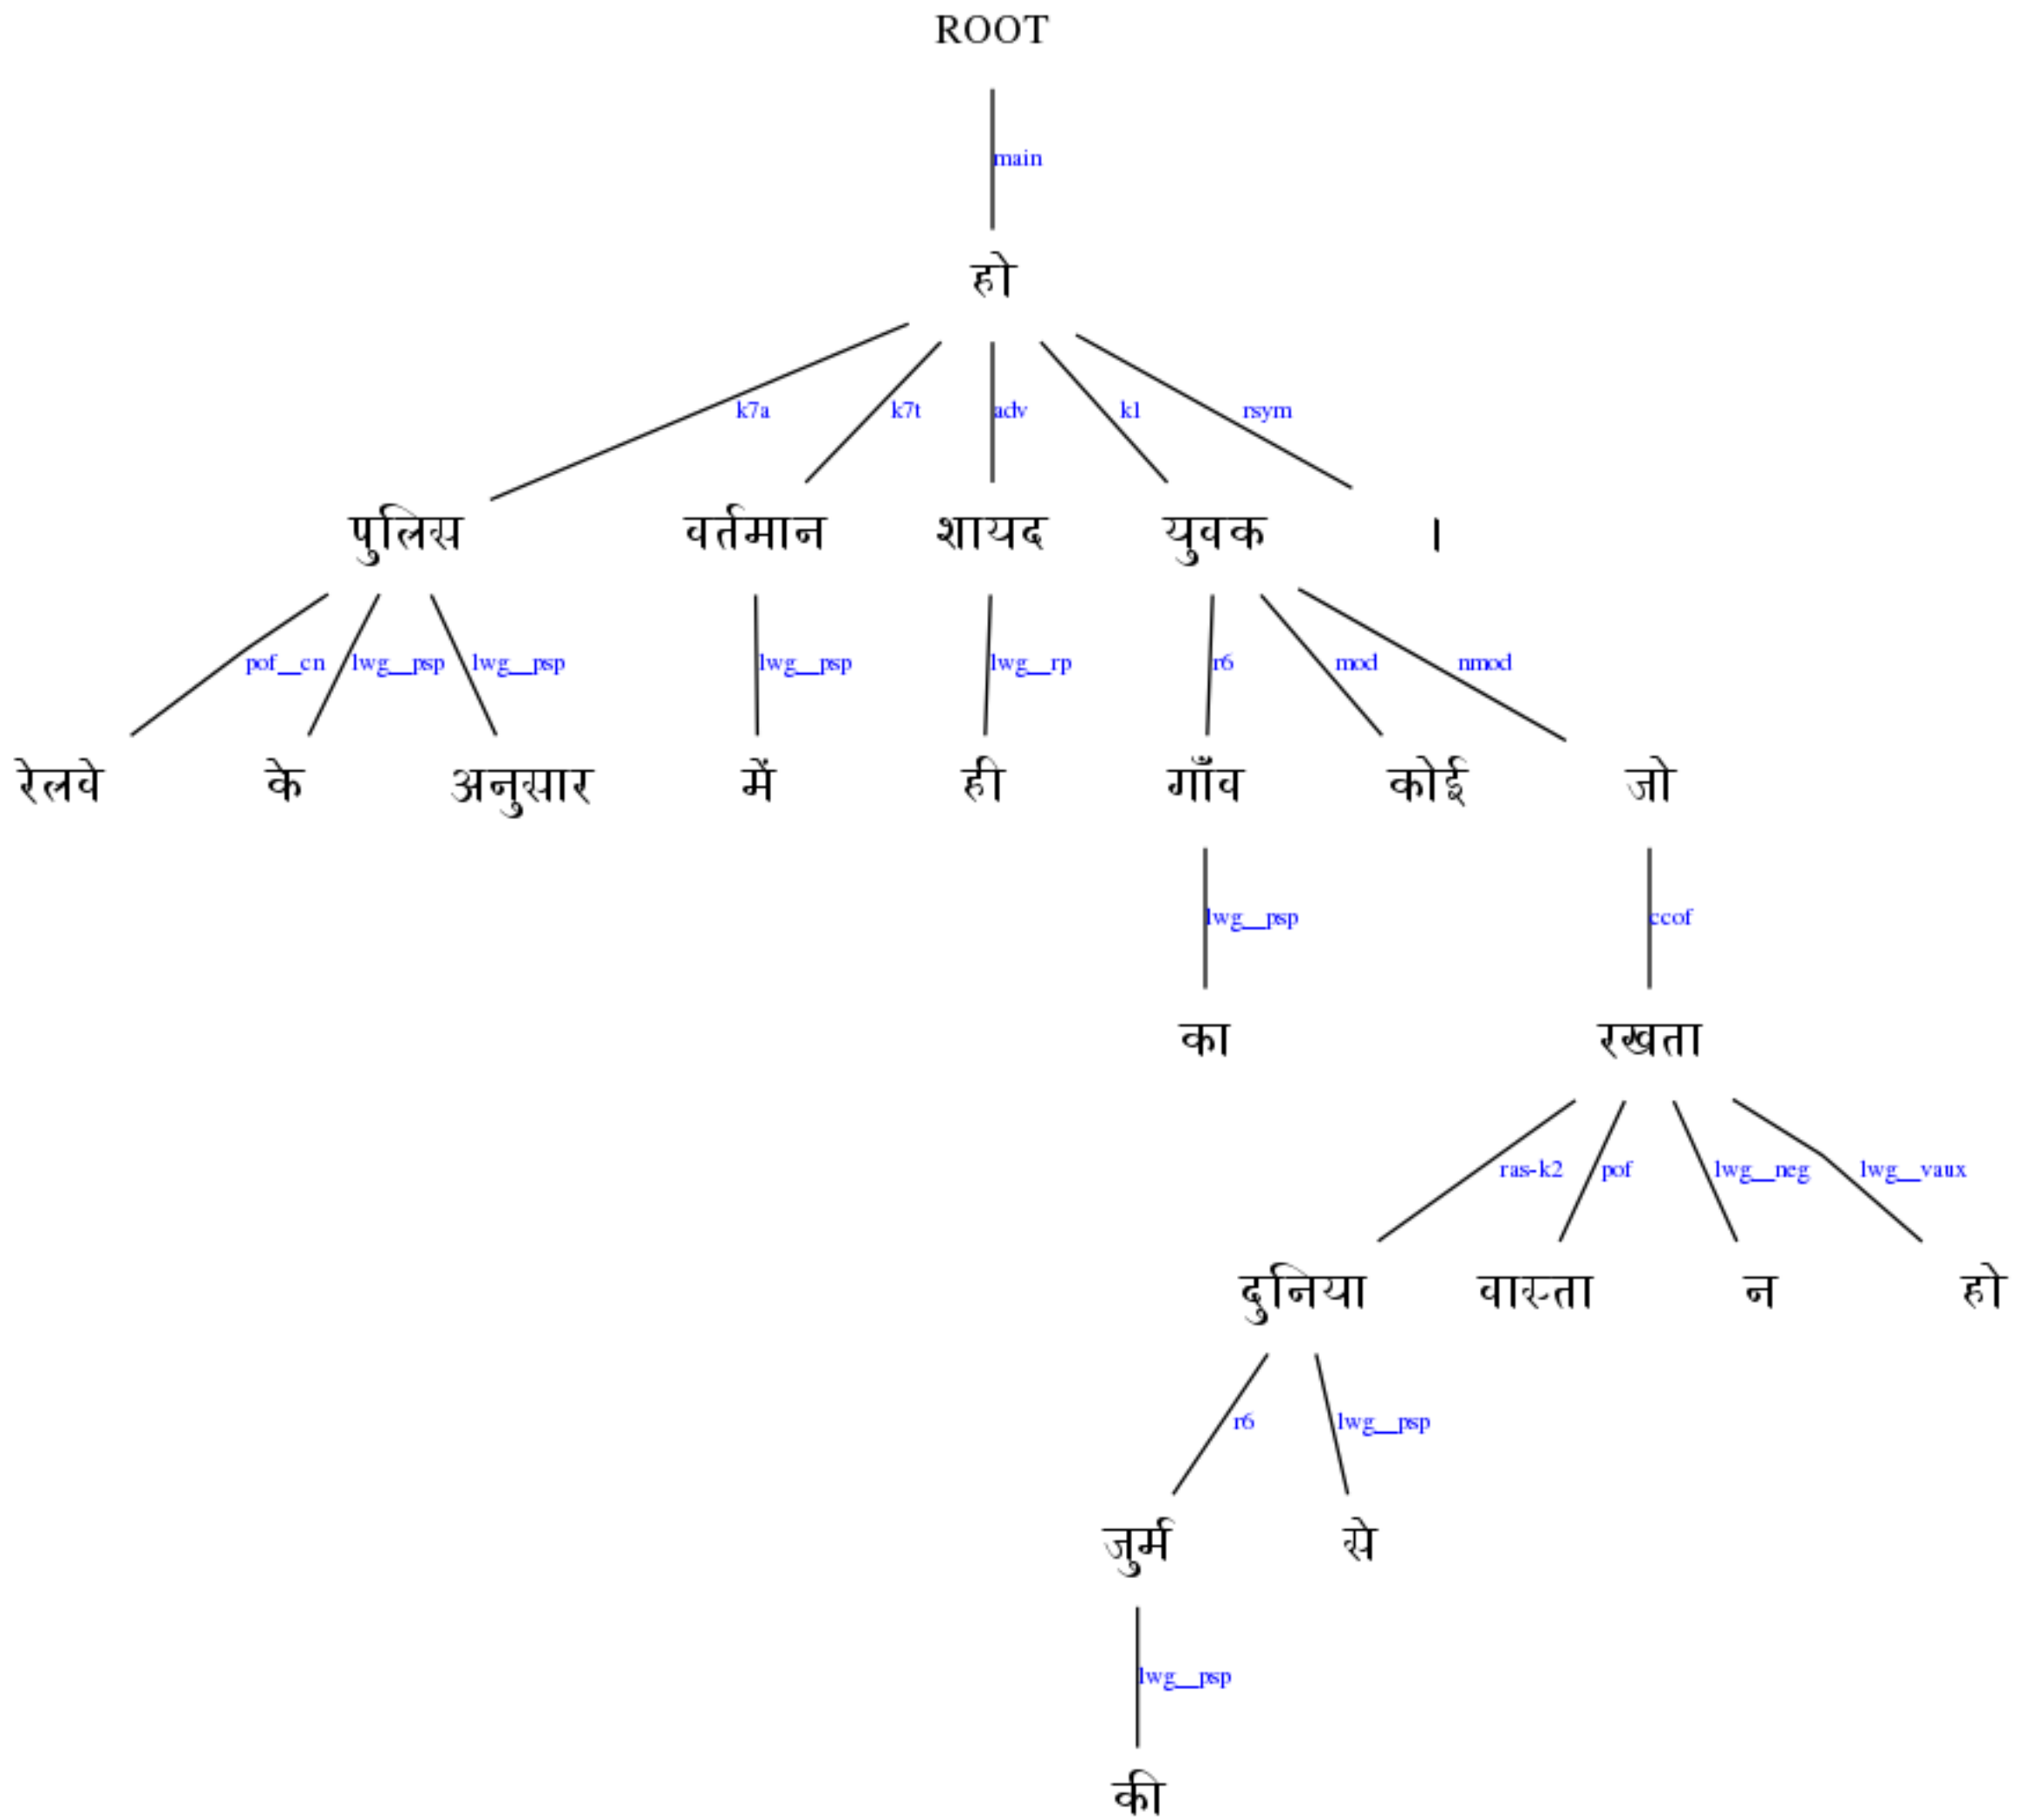 ROOT
main
हो
k7a k7t adv k1 rsym
पुलिस वर्तमान शायद युवक ।
pof__cn lwg__psp lwg__psp lwg__psp lwg__rp r6 mod nmod
रेलवे के अनुसार में ही गाँव कोई जो
lwg__psp ccof
का रखता
ras-k2 pof lwg__neg lwg__vaux
दुनिया वास्ता न हो
r6 lwg__psp
जुर्म से
lwg__psp
की